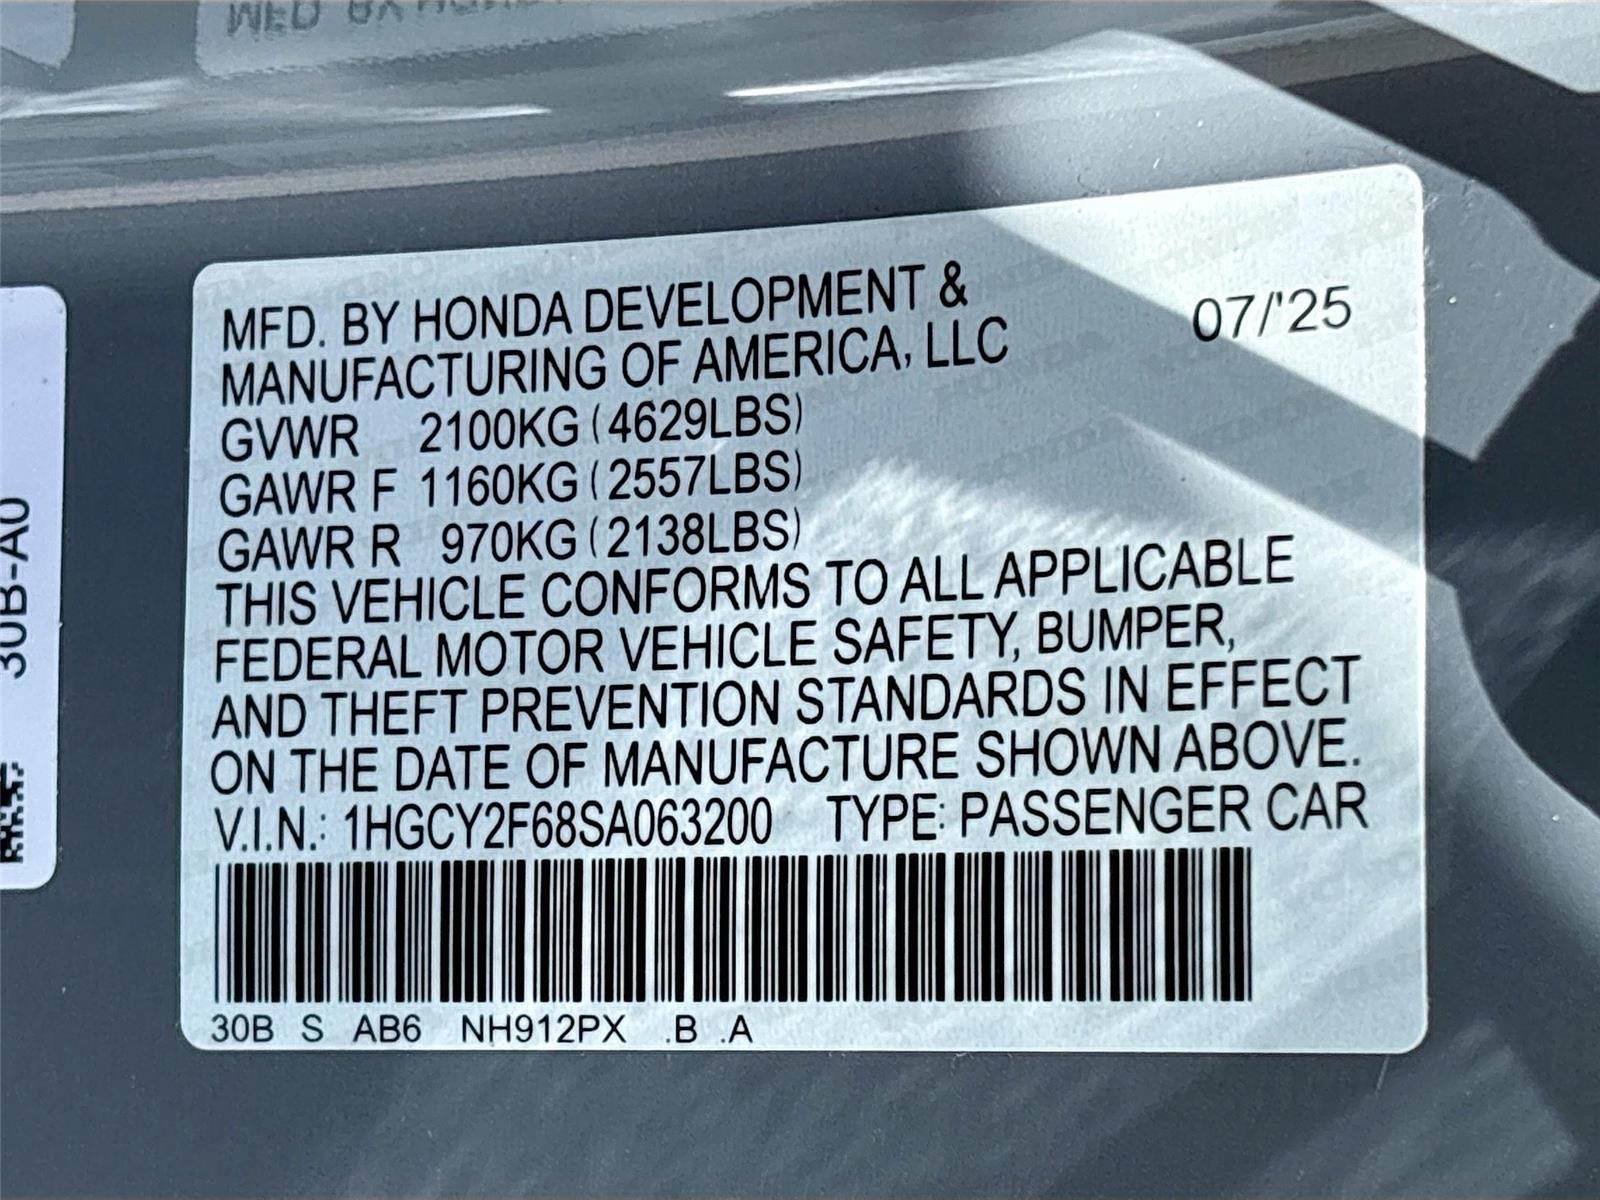 MFD. BY HONDA DEVELOPMENT &
MANUFACTURING OF AMERICA, LLC
07/'25
GVWR 2100KG (4629LBS)
GAWR F 1160KG (2557LBS)
GAWR R 970KG (2138LBS)
THIS VEHICLE CONFORMS TO ALL APPLICABLE
FEDERAL MOTOR VEHICLE SAFETY, BUMPER,
AND THEFT PREVENTION STANDARDS IN EFFECT
ON THE DATE OF MANUFACTURE SHOWN ABOVE.
V.I.N.: 1HGCY2F68SA063200 TYPE: PASSENGER CAR
30B S AB6 NH912PX .B .A
30B-A0